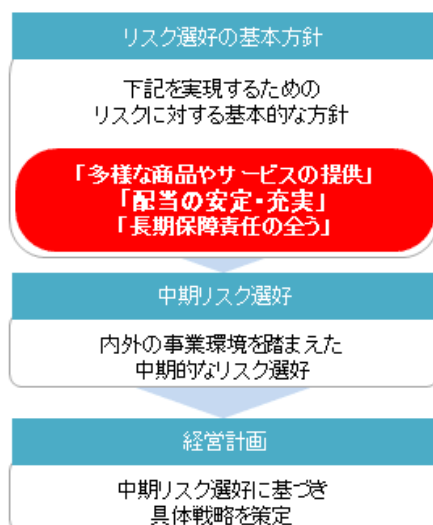 リスク選好の基本方針
下記を実現するための
リスクに対する基本的な方針
「多様な商品やサービスの提供」
「配当の安定・充実」
「長期保障責任の全う」
中期リスク選好
内外の事業環境を踏まえた
中期的なリスク選好
経営計画
中期リスク選好に基づき
具体戦略を策定